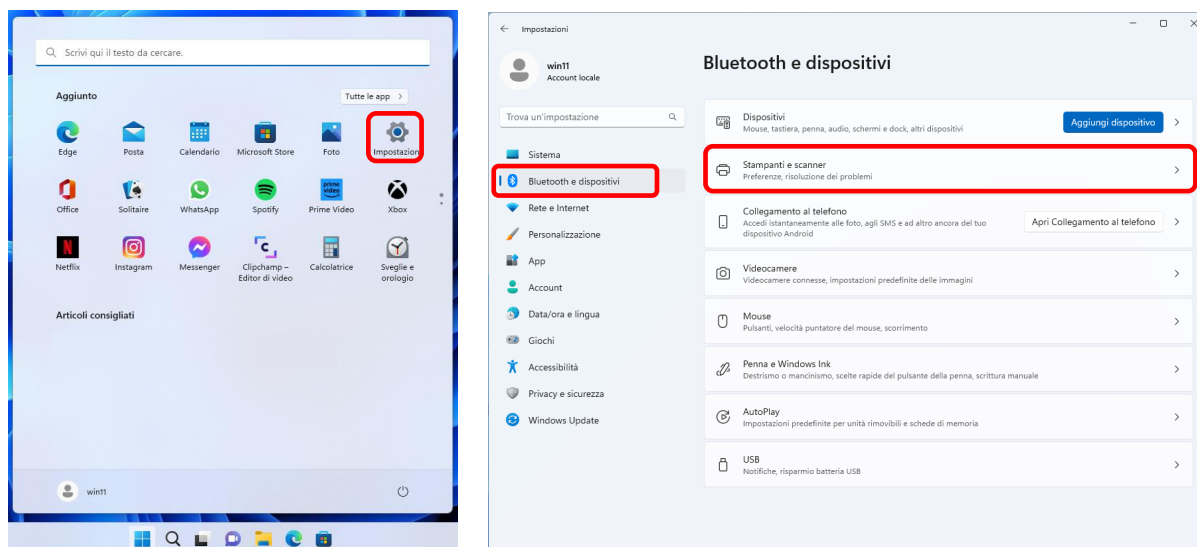 Scrivi qui il testo da cercare.
Aggiunto
Tutte le app >
Edge
Posta
Calendario
Microsoft Store
Foto
Impostazioni
Office
Solitaire
WhatsApp
prime video
Spotify
Prime Video
Xbox
Netflix
Instagram
Messenger
Clipchamp –
Editor di video
Calcolatrice
Sveglie e
orologio
Articoli consigliati
win11
Impostazioni
win11
Account locale
Trova un'impostazione
Sistema
Bluetooth e dispositivi
Rete e Internet
Personalizzazione
App
Account
Data/ora e lingua
Giochi
Accessibilità
Privacy e sicurezza
Windows Update
Bluetooth e dispositivi
Dispositivi
Mouse, tastiera, penna, audio, schermi e dock, altri dispositivi
Aggiungi dispositivo
Stampanti e scanner
Preferenze, risoluzione dei problemi
Collegamento al telefono
Accedi istantaneamente alle foto, agli SMS e ad altro ancora del tuo
dispositivo Android
Apri Collegamento al telefono
Videocamere
Videocamere connesse, impostazioni predefinite delle immagini
Mouse
Pulsanti, velocità puntatore del mouse, scorrimento
Penna e Windows Ink
Destrismo o mancinismo, scelte rapide del pulsante della penna, scrittura manuale
AutoPlay
Impostazioni predefinite per unità rimovibili e schede di memoria
USB
Notifiche, risparmio batteria USB